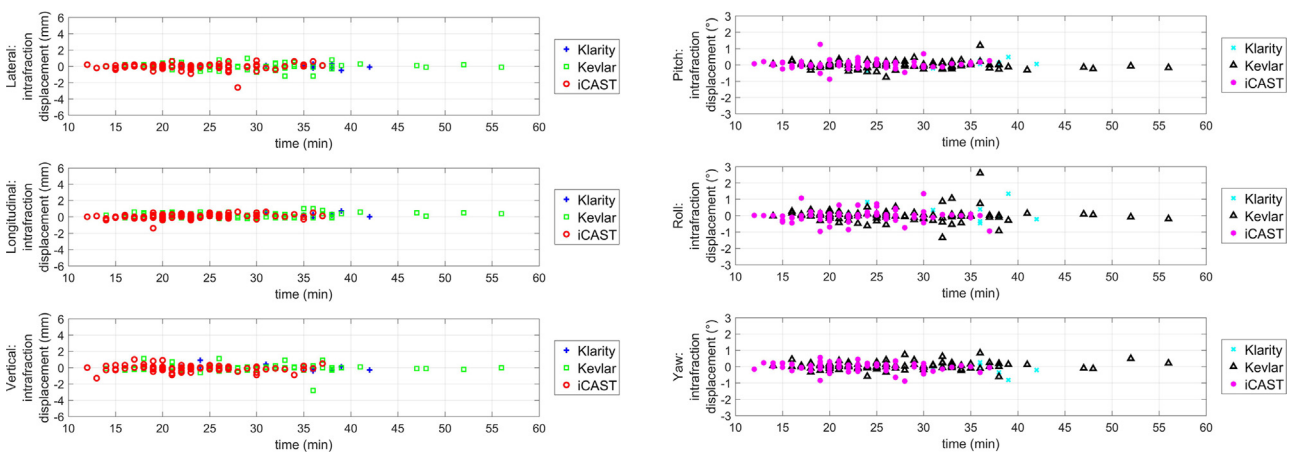 Lateral:
intrafraction
displacement (mm)
6
4
2
0
-2
-4
-6
10 15 20 25 30 35 40 45 50 55 60
time (min)
Klarity
Kevlar
iCAST
Longitudinal:
intrafraction
displacement (mm)
6
4
2
0
-2
-4
-6
10 15 20 25 30 35 40 45 50 55 60
time (min)
Klarity
Kevlar
iCAST
Vertical:
intrafraction
displacement (mm)
6
4
2
0
-2
-4
-6
10 15 20 25 30 35 40 45 50 55 60
time (min)
Klarity
Kevlar
iCAST
Pitch:
intrafraction
displacement (°)
3
2
1
0
-1
-2
-3
10 15 20 25 30 35 40 45 50 55 60
time (min)
Klarity
Kevlar
iCAST
Roll:
intrafraction
displacement (°)
3
2
1
0
-1
-2
-3
10 15 20 25 30 35 40 45 50 55 60
time (min)
Klarity
Kevlar
iCAST
Yaw:
intrafraction
displacement (°)
3
2
1
0
-1
-2
-3
10 15 20 25 30 35 40 45 50 55 60
time (min)
Klarity
Kevlar
iCAST